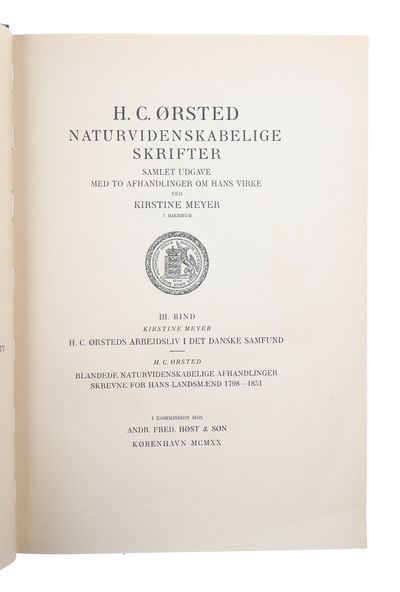 H. C. ØRSTED
NATURVIDENSKABELIGE
SKRIFTER
SAMLET UDGAVE
MED TO AFHANDLINGER OM HANS VIRKE
VED
KIRSTINE MEYER
F. BJERRUM
III. BIND
KIRSTINE MEYER
H. C. ØRSTEDS ARBEJDSLIV I DET DANSKE SAMFUND
H. C. ØRSTED
BLANDEDE NATURVIDENSKABELIGE AFHANDLINGER
SKREVNE FOR HANS LANDSMÆND 1798—1851
I KOMMISSION HOS
ANDR. FRED. HØST & SØN
KØBENHAVN MCMXX